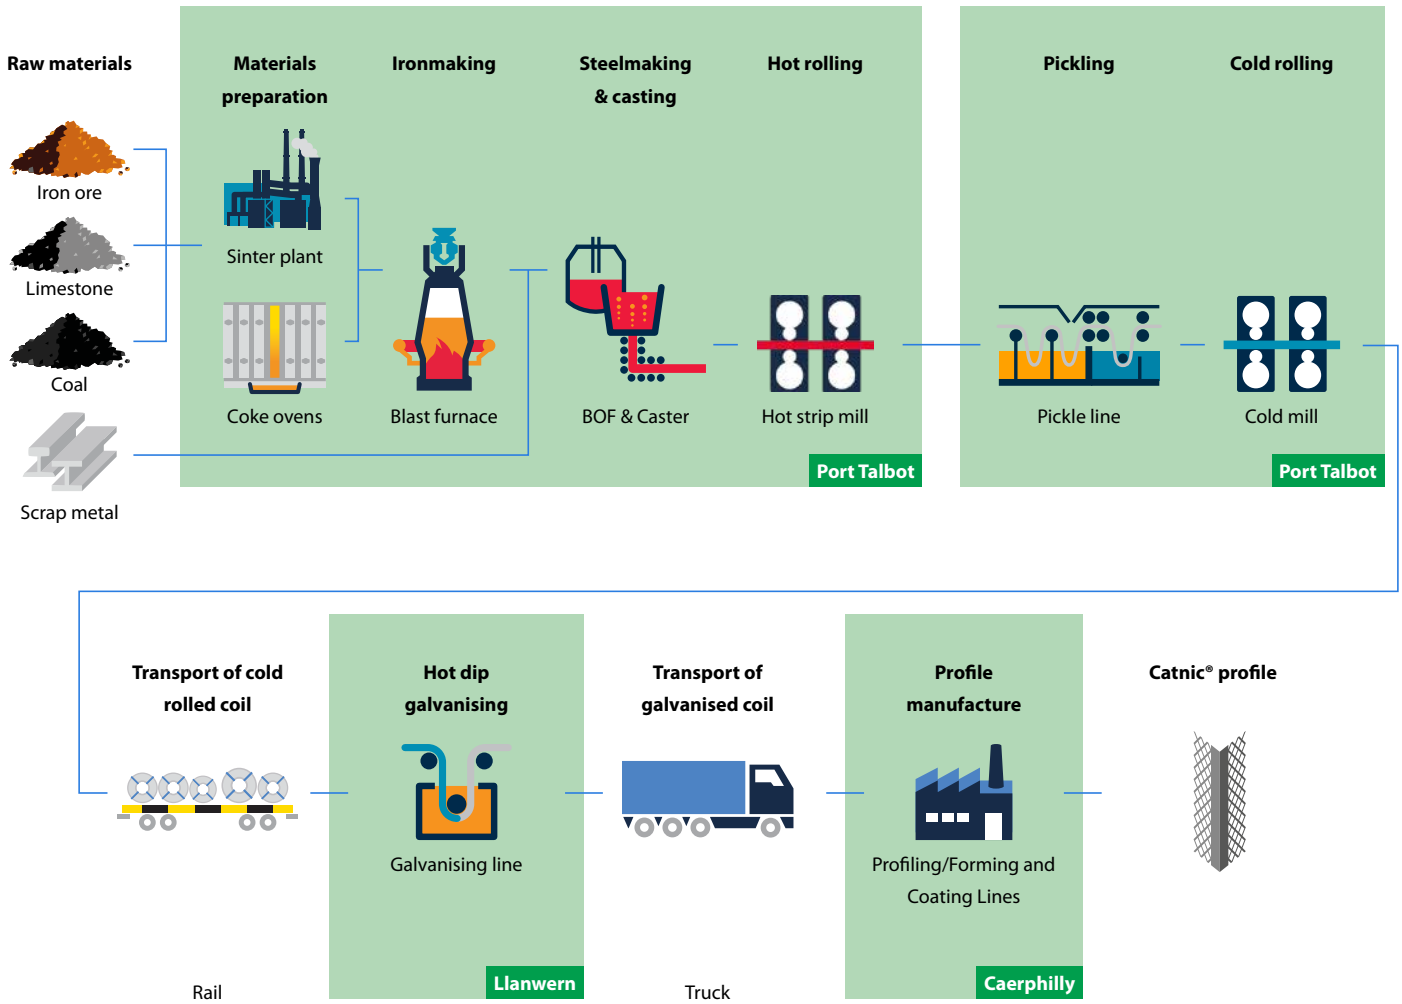 Raw materials
Materials
preparation
Ironmaking
Steelmaking
& casting
Hot rolling
Pickling
Cold rolling
Iron ore
Limestone
Coal
Scrap metal
Sinter plant
Coke ovens
Blast furnace
BOF & Caster
Hot strip mill
Port Talbot
Pickle line
Cold mill
Port Talbot
Transport of cold
rolled coil
Rail
Hot dip
galvanising
Galvanising line
Llanwern
Transport of
galvanised coil
Truck
Profile
manufacture
Profiling/Forming and
Coating Lines
Caerphilly
Catnic® profile